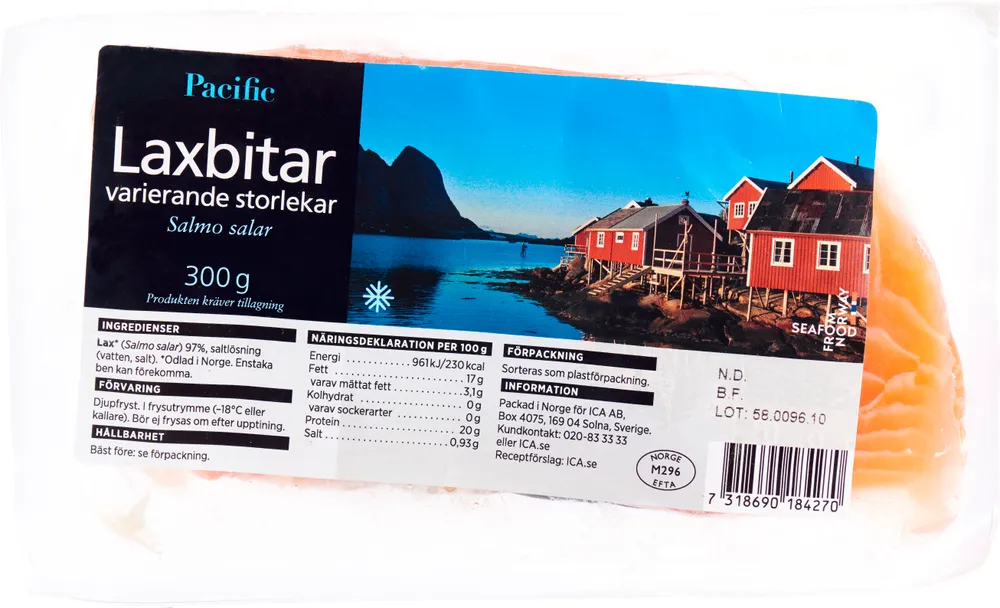 Pacific
Laxbitar
varierande storlekar
Salmo salar
300 g
Produkten kräver tillagning
SEAFOOD
FROM
NORWAY
INGREDIENSER
Lax* (Salmo salar) 97%, saltlösning
(vatten, salt). *Odlad i Norge. Enstaka
ben kan förekomma.
FÖRVARING
Djupfryst. I frysutrymme (–18°C eller
kallare). Bör ej frysas om efter upptining.
HÅLLBARHET
Bäst före: se förpackning.
NÄRINGSDEKLARATION PER 100 g
Energi .................. 961 kJ/230 kcal
Fett ................................ 17 g
varav mättat fett .................. 3,1 g
Kolhydrat ........................... 0 g
varav sockerarter ................... 0 g
Protein ............................ 20 g
Salt .............................. 0,93 g
FÖRPACKNING
Sorteras som plastförpackning.
INFORMATION
Packad i Norge för ICA AB,
Box 4075, 169 04 Solna, Sverige.
Kundkontakt: 020-83 33 33
eller ICA.se
Receptförslag: ICA.se
NORGE
M296
EFTA
N.D.
B.F.
LOT: 58.0096.10
7 318690 184270